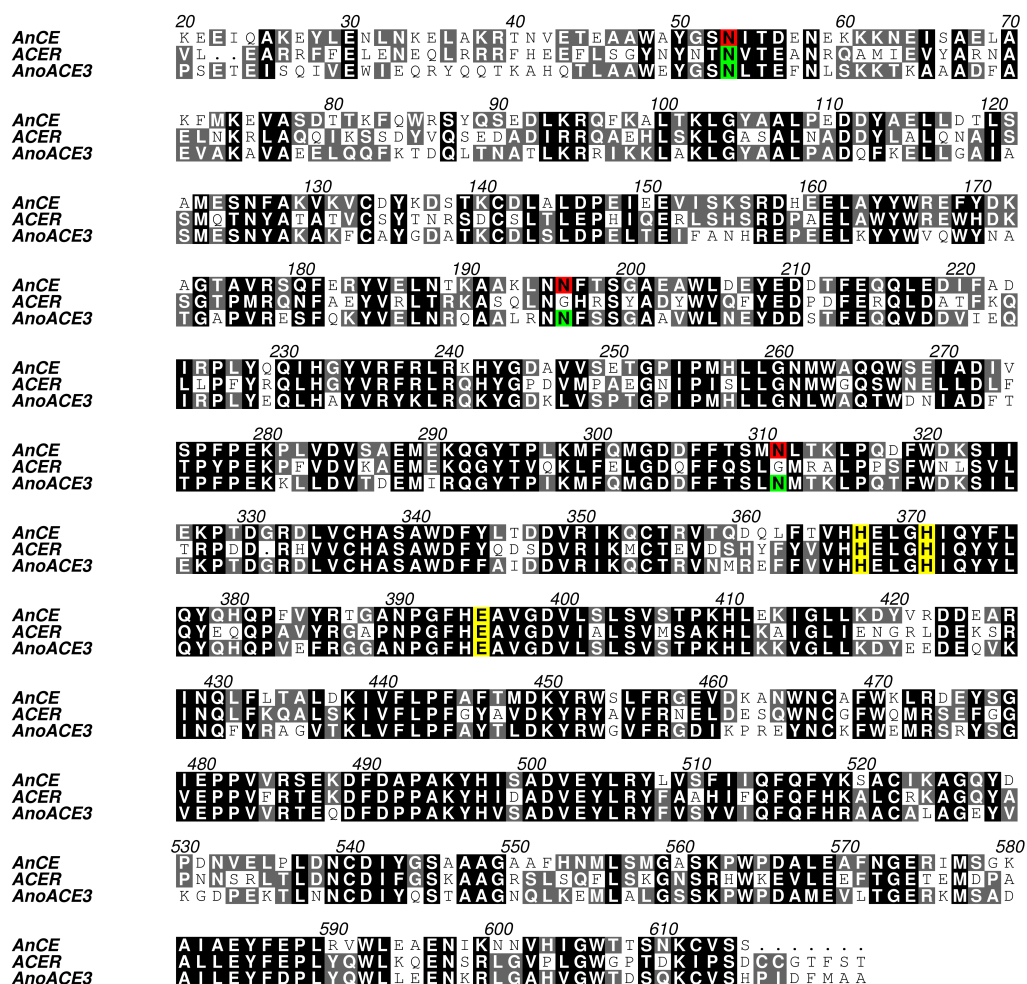 20 30 40 50 60 70
AnCE KEEIQAKEYLENLNKELAKRTNVETEAAWAYGSNITDENEKKKNEISAELA
ACER VL..EARRFFELENEQLRRRFHEEFLSGYNYNTNVTEANRQAMIEVYARNA
AnoACE3 PSETEISQIVEWIEQRYQQTKAHQTLAAWEYGSNLTEFNLSKKTKAAADFA
80 90 100 110 120
AnCE KFMKEVASDTTKFQWRSYQSEDLKRQFKALTKLGYAALPEDDYAELLDTLS
ACER ELNKRLAQQIKSSDYVQSEDADIRRQAEHLSKLGASALNADDYLALQNAIS
AnoACE3 EVAKAVAEELQQFKTDQLTNATLKRRIKKLAKLGYAALPADQFKELLGAIA
130 140 150 160 170
AnCE AMESNFAKVKVCDYKDSTKCDLALDPEIEEVISKSRDHEELAYYWREFYDK
ACER SMQTNYATATVCSYTNRSDCSLTLEPHIQERLSHSRDPAELAWYWREWHDK
AnoACE3 SMESNYAKAKFCAYGDATKCDLSLDPELTEIFANHREPEELKYYWVQWYNA
180 190 200 210 220
AnCE AGTAVRSQFERYVELNTKAAKLNNFTSGAEAWLDEYEDDTFEQQLEDIFAD
ACER SGTPMRQNFAEYVRLTRKASQLNGHRSYADYWVQFYEDPDFERQLDATFKQ
AnoACE3 TGAPVRESFQKYVELNRQAALRNNFSSGAAVWLNEYDDSTFEQQVDDVIEQ
230 240 250 260 270
AnCE IRPLYQQIHGYVRFRLRKHYGDAVVSETGPIPMHLLGNMWAQQWSEIADIV
ACER LLPFYRQLHGYVRFRLRQHYGPDVMPAEGNIPISLLGNMWGQSWNELLDLF
AnoACE3 IRPLYEQLHAYVRYKLRQKYGDKLVSPTGPIPMHLLGNLWAQTWDNIADFT
280 290 300 310 320
AnCE SPFPEKPLVDVSAEMEKQGYTPLKMFQMGDDFFTSMNLTKLPQDFWDKSII
ACER TPYPEKPFVDVKAEMEKQGYTVQKLFELGDQFFQSLGMRALPPSFWNLSVL
AnoACE3 TPFPEKKLLDVTDEMIRQGYTPIKMFQMGDDFFTSLNMTKLPQTFWDKSIL
330 340 350 360 370
AnCE EKPTDGRDLVCHASAWDFYLTDDVRIKQCTRVTQDQLFTVHHELGHIQYFL
ACER TRPDD.RHVVCHASAWDFYQDSDVRIKMCTEVDSHYFYVVHHELGHIQYYL
AnoACE3 EKPTDGRDLVCHASAWDFFAIDDVRIKQCTRVNMREFFVVHHELGHIQYYL
380 390 400 410 420
AnCE QYQHQPFVYRTGANPGFHEAVGDVLSLSVSTPKHLEKIGLLKDYVRDDEAR
ACER QYEQQPAVYRGAPNPGFHEAVGDVIALSVMSAKHLKAIGLIENGRLDEKSR
AnoACE3 QYQHQPVEFRGGANPGFHEAVGDVLSLSVSTPKHLKKVGLLKDYEEDEQVK
430 440 450 460 470
AnCE INQLFLTALDKIVFLPFAFTMDKYRWSLFRGEVDKANWNCAFWKLRDEYSG
ACER INQLFKQALSKIVFLPFGYAVDKYRYAVFRNELDESQWNCGFWQMRSEFGG
AnoACE3 INQFYRAGVTKLVFLPFAYTLDKYRWGVFRGDIKPREYNCKFWEMRSRYSG
480 490 500 510 520
AnCE IEPPVVRSEKDFDAPAKYHISADVEYLRYLVSFIIQFQFYKSACIKAGQYD
ACER VEPPVFRTEKDFDPPAKYHIDADVEYLRYFAAHIFQFQFHKALCRKAGQYA
AnoACE3 VEPPVVRTEQDFDPPAKYHVSADVEYLRYFVSYVIQFQFHRAACALAGEYV
530 540 550 560 570 580
AnCE PDNVELPLDNCDIYGSAAAGAAFHNMLSMGASKPWPDALEAFNGERIMSGK
ACER PNNSRLTLDNCDIFGSKAAGRSLSQFLSKGNSRHWKEVLEEFTGETEMDPA
AnoACE3 KGDPEKTLNNCDIYQSTAAGNQLKEMLALGSSKPWPDAMEVLTGERKMSAD
590 600 610
AnCE AIAEYFEPLRVWLEAENIKNNVHIGWTTSNKCVSS.......
ACER ALLEYFEPLYQWLKQENSRLGVPLGWGPTDKIPSDCCGTFST
AnoACE3 AILEYFDPLYQWLLEENKRLGAHVGWTDSQKCVSHPIDFMAA